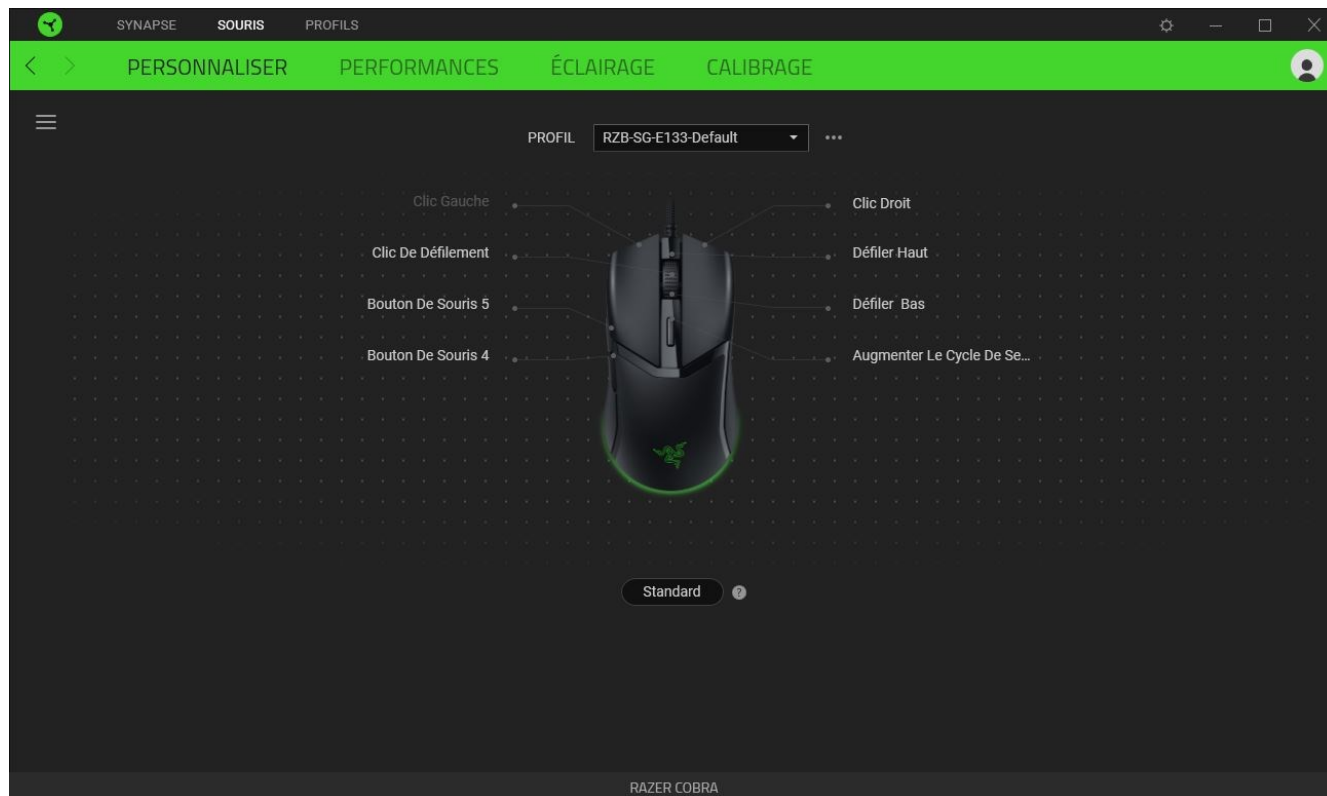 SYNAPSE SOURIS PROFILS
PERSONNALISER PERFORMANCES ÉCLAIRAGE CALIBRAGE
PROFIL RZB-SG-E133-Default
Clic Gauche
Clic Droit
Clic De Défilement
Défiler Haut
Bouton De Souris 5
Défiler Bas
Bouton De Souris 4
Augmenter Le Cycle De Se...
Standard ?
RAZER COBRA